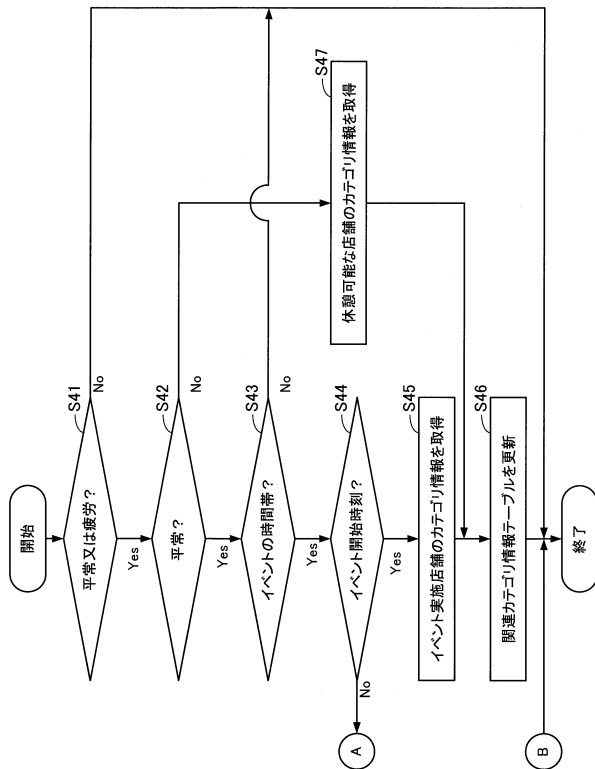 開始
S41
平常又は疲労?
No
Yes
S42
平常?
No
Yes
S43
イベントの時間帯?
No
Yes
S44
イベント開始時刻?
No
A
Yes
S45
イベント実施店舗のカテゴリ情報を取得
S47
休憩可能な店舗のカテゴリ情報を取得
S46
関連カテゴリ情報テーブルを更新
B
終了